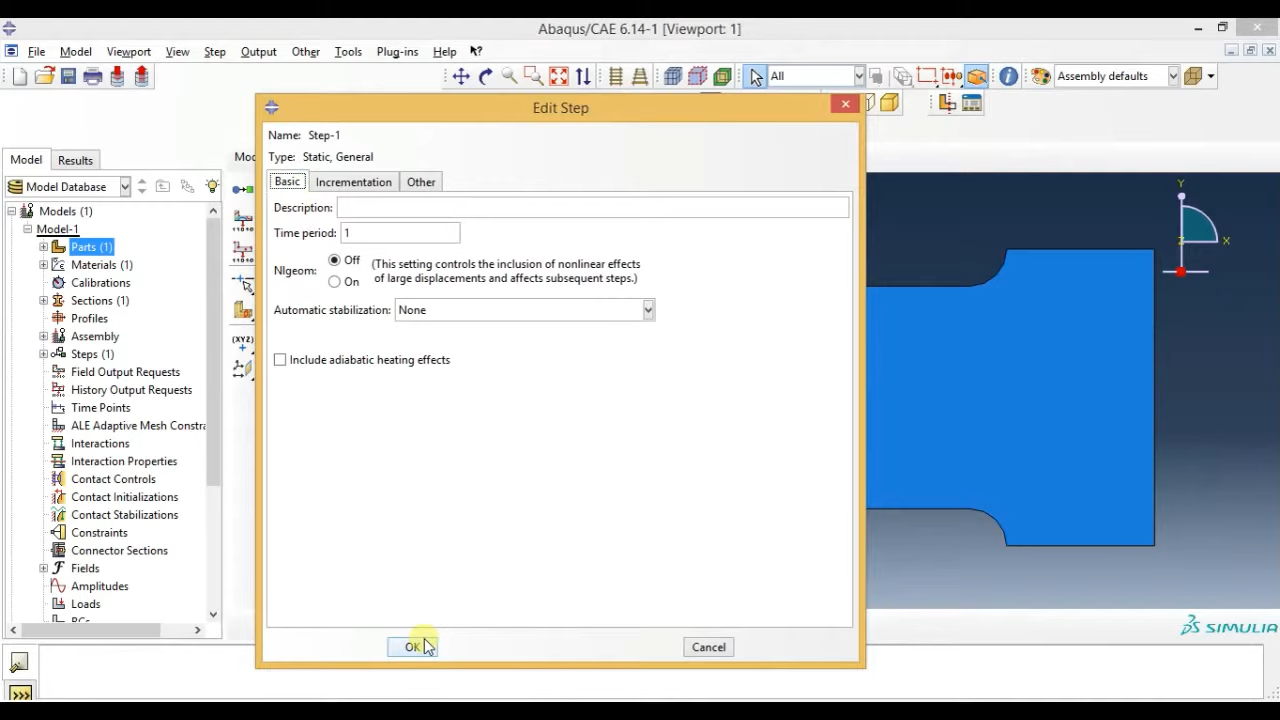 Abaqus/CAE 6.14-1 [Viewport: 1]
File Model Viewport View Step Output Other Tools Plug-ins Help
All Assembly defaults
Edit Step
Name: Step-1
Type: Static, General
Basic Incrementation Other
Description:
Time period: 1
Nlgeom: Off (This setting controls the inclusion of nonlinear effects
On of large displacements and affects subsequent steps.)
Automatic stabilization: None
Include adiabatic heating effects
OK Cancel
Model Results
Model Database
Models (1)
Model-1
Parts (1)
Materials (1)
Calibrations
Sections (1)
Profiles
Assembly
Steps (1)
Field Output Requests
History Output Requests
Time Points
ALE Adaptive Mesh Constra
Interactions
Interaction Properties
Contact Controls
Contact Initializations
Contact Stabilizations
Constraints
Connector Sections
Fields
Amplitudes
Loads
Y
Z X
SIMULIA